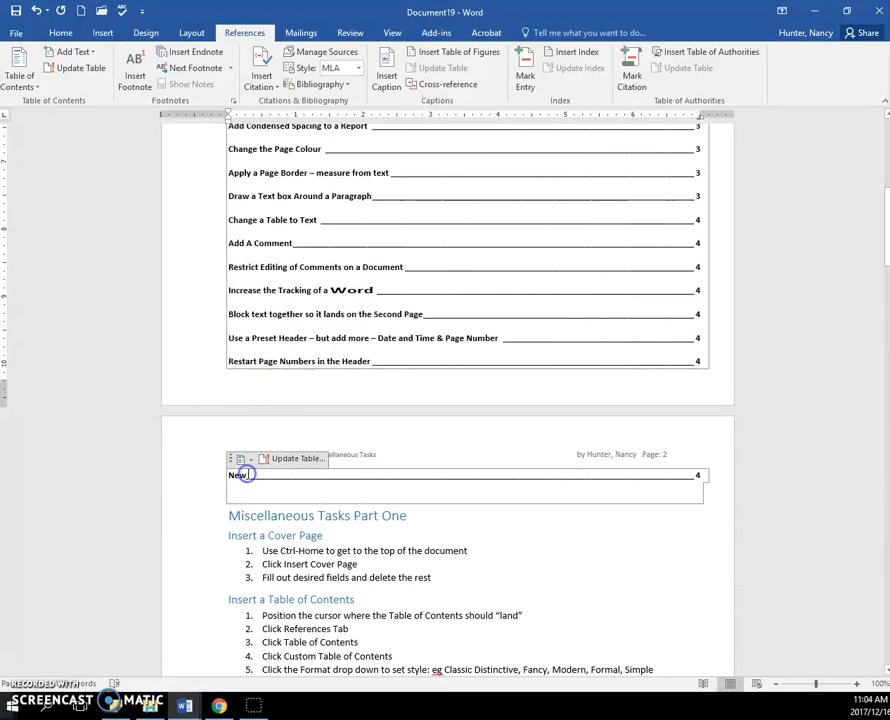 Document19 - Word
File Home Insert Design Layout References Mailings Review View Add-ins Acrobat Tell me what you want to do... Hunter, Nancy Share
Table of Contents
Add Text
Update Table
Table of Contents
AB1
Insert Footnote
Insert Endnote
Next Footnote
Show Notes
Footnotes
Insert Citation
Manage Sources
Style: MLA
Bibliography
Citations & Bibliography
Insert Caption
Insert Table of Figures
Update Table
Cross-reference
Captions
Mark Entry
Insert Index
Update Index
Index
Mark Citation
Insert Table of Authorities
Update Table
Table of Authorities
Add Condensed Spacing to a Report 3
Change the Page Colour 3
Apply a Page Border – measure from text 3
Draw a Text box Around a Paragraph 3
Change a Table to Text 4
Add A Comment 4
Restrict Editing of Comments on a Document 4
Increase the Tracking of a Word 4
Block text together so it lands on the Second Page 4
Use a Preset Header – but add more – Date and Time & Page Number 4
Restart Page Numbers in the Header 4
Update Table... ellaneous Tasks by Hunter, Nancy Page: 2
New 4
Miscellaneous Tasks Part One
Insert a Cover Page
1. Use Ctrl-Home to get to the top of the document
2. Click Insert Cover Page
3. Fill out desired fields and delete the rest
Insert a Table of Contents
1. Position the cursor where the Table of Contents should “land”
2. Click References Tab
3. Click Table of Contents
4. Click Custom Table of Contents
5. Click the Format drop down to set style: eg Classic Distinctive, Fancy, Modern, Formal, Simple
RECORDED WITH
SCREENCAST MATIC
100%
11:04 AM
2017/12/16